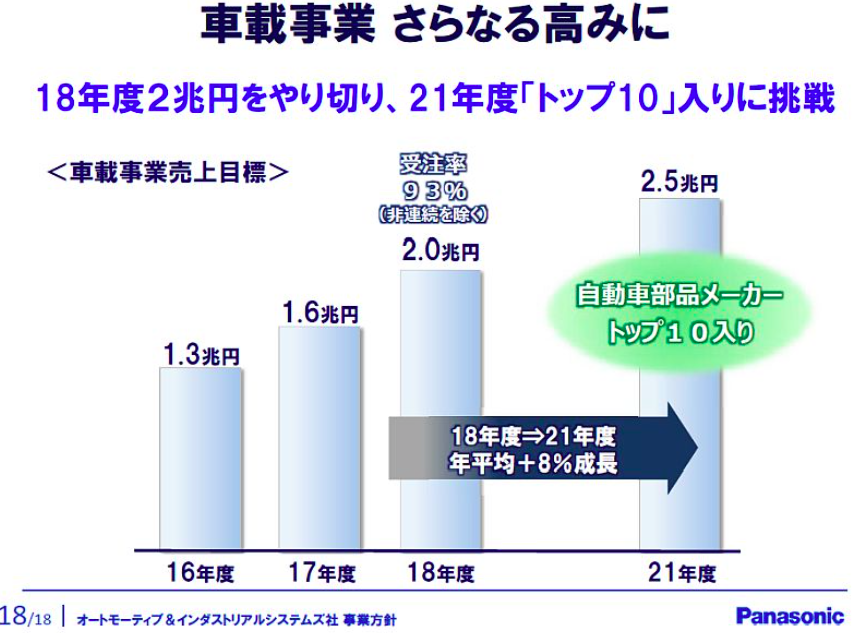 車載事業 さらなる高みに
18年度２兆円をやり切り、21年度「トップ10」入りに挑戦
＜車載事業売上目標＞
受注率
９３％
（非連続を除く）
2.5兆円
2.0兆円
1.6兆円
1.3兆円
自動車部品メーカー
トップ１０入り
18年度⇒21年度
年平均＋8％成長
16年度
17年度
18年度
21年度
18/18 | オートモーティブ＆インダストリアルシステムズ社 事業方針
Panasonic